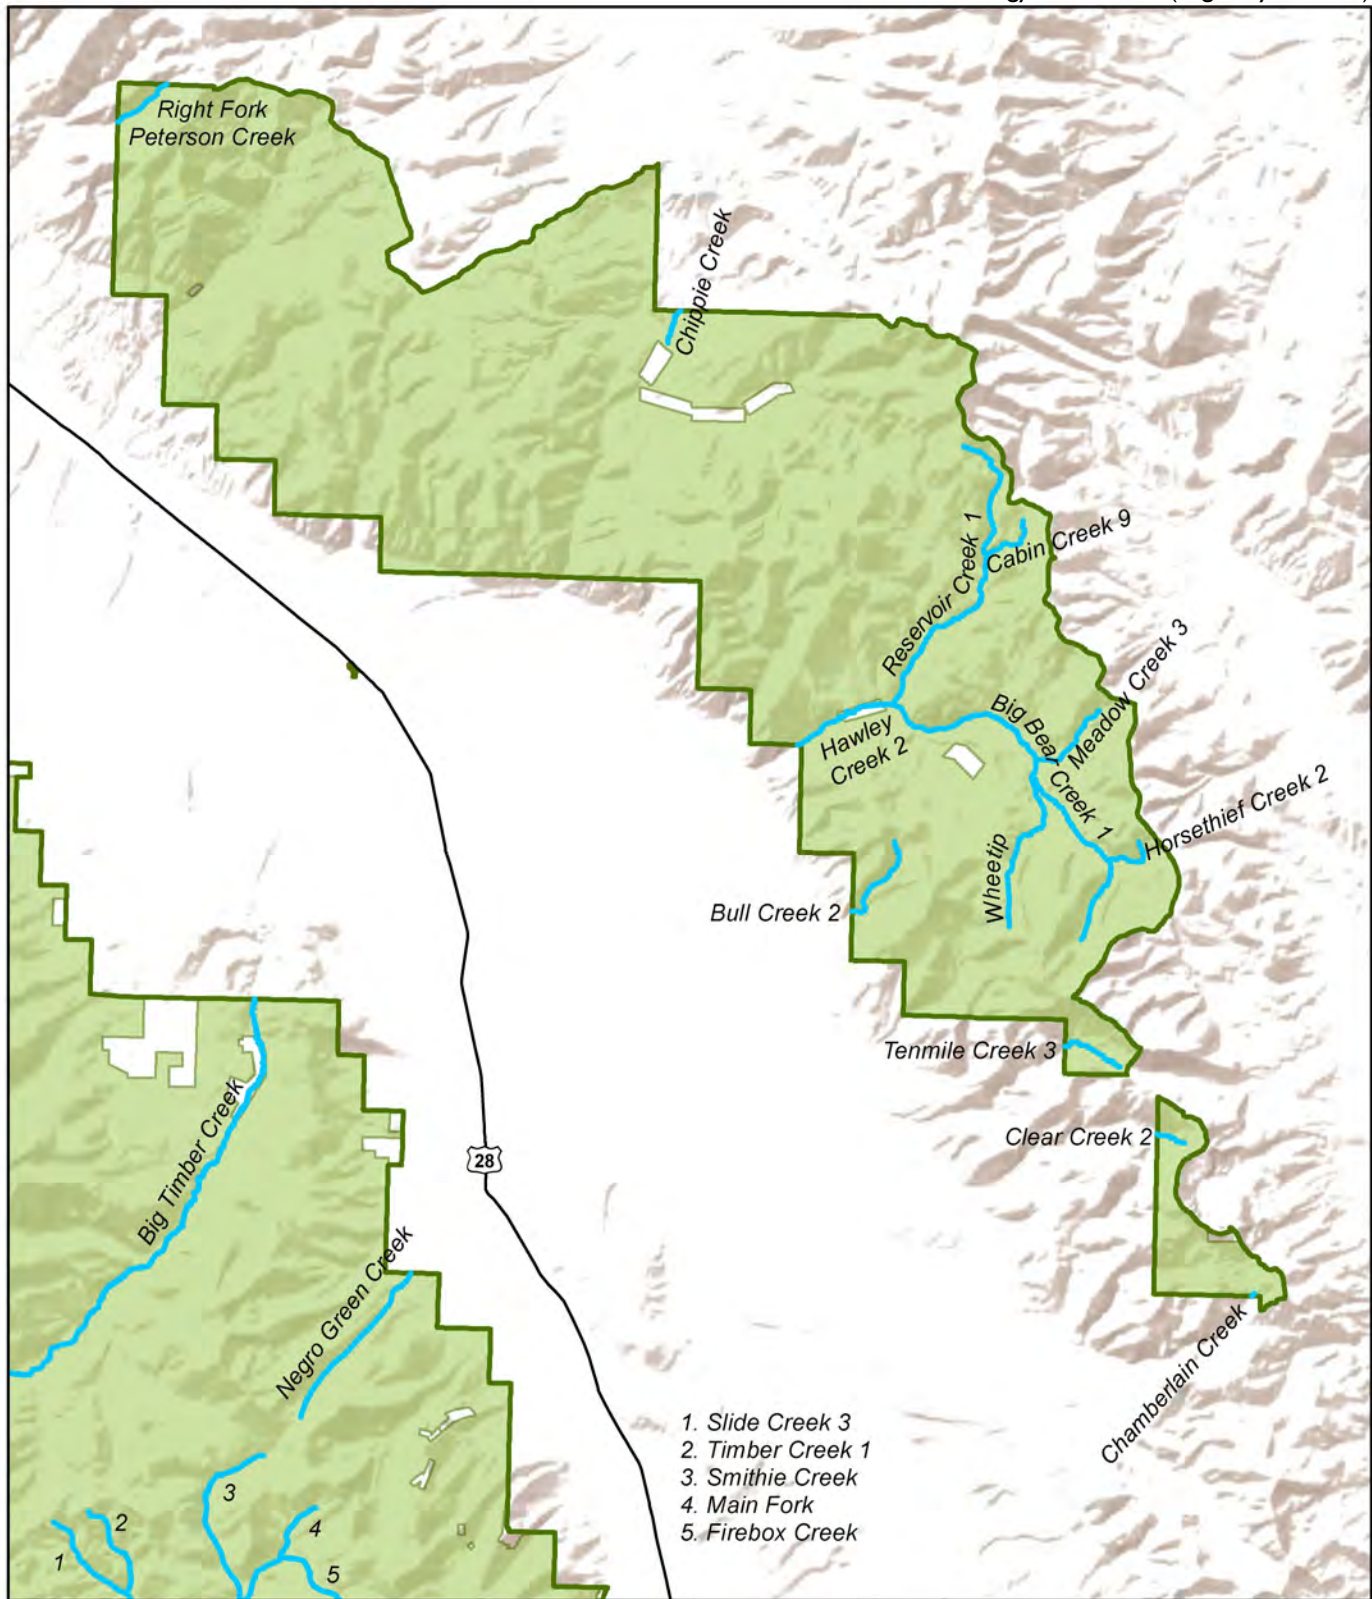 Right Fork
Peterson Creek
Chippie Creek
Reservoir Creek 1
Cabin Creek 9
Meadow Creek 3
Big Bear Creek 1
Hawley
Creek 2
Horsethief Creek 2
Wheetip
Bull Creek 2
Tenmile Creek 3
Clear Creek 2
Big Timber Creek
28
Negro Green Creek
Chamberlain Creek
1. Slide Creek 3
2. Timber Creek 1
3. Smithie Creek
4. Main Fork
5. Firebox Creek
3
2
4
1
5